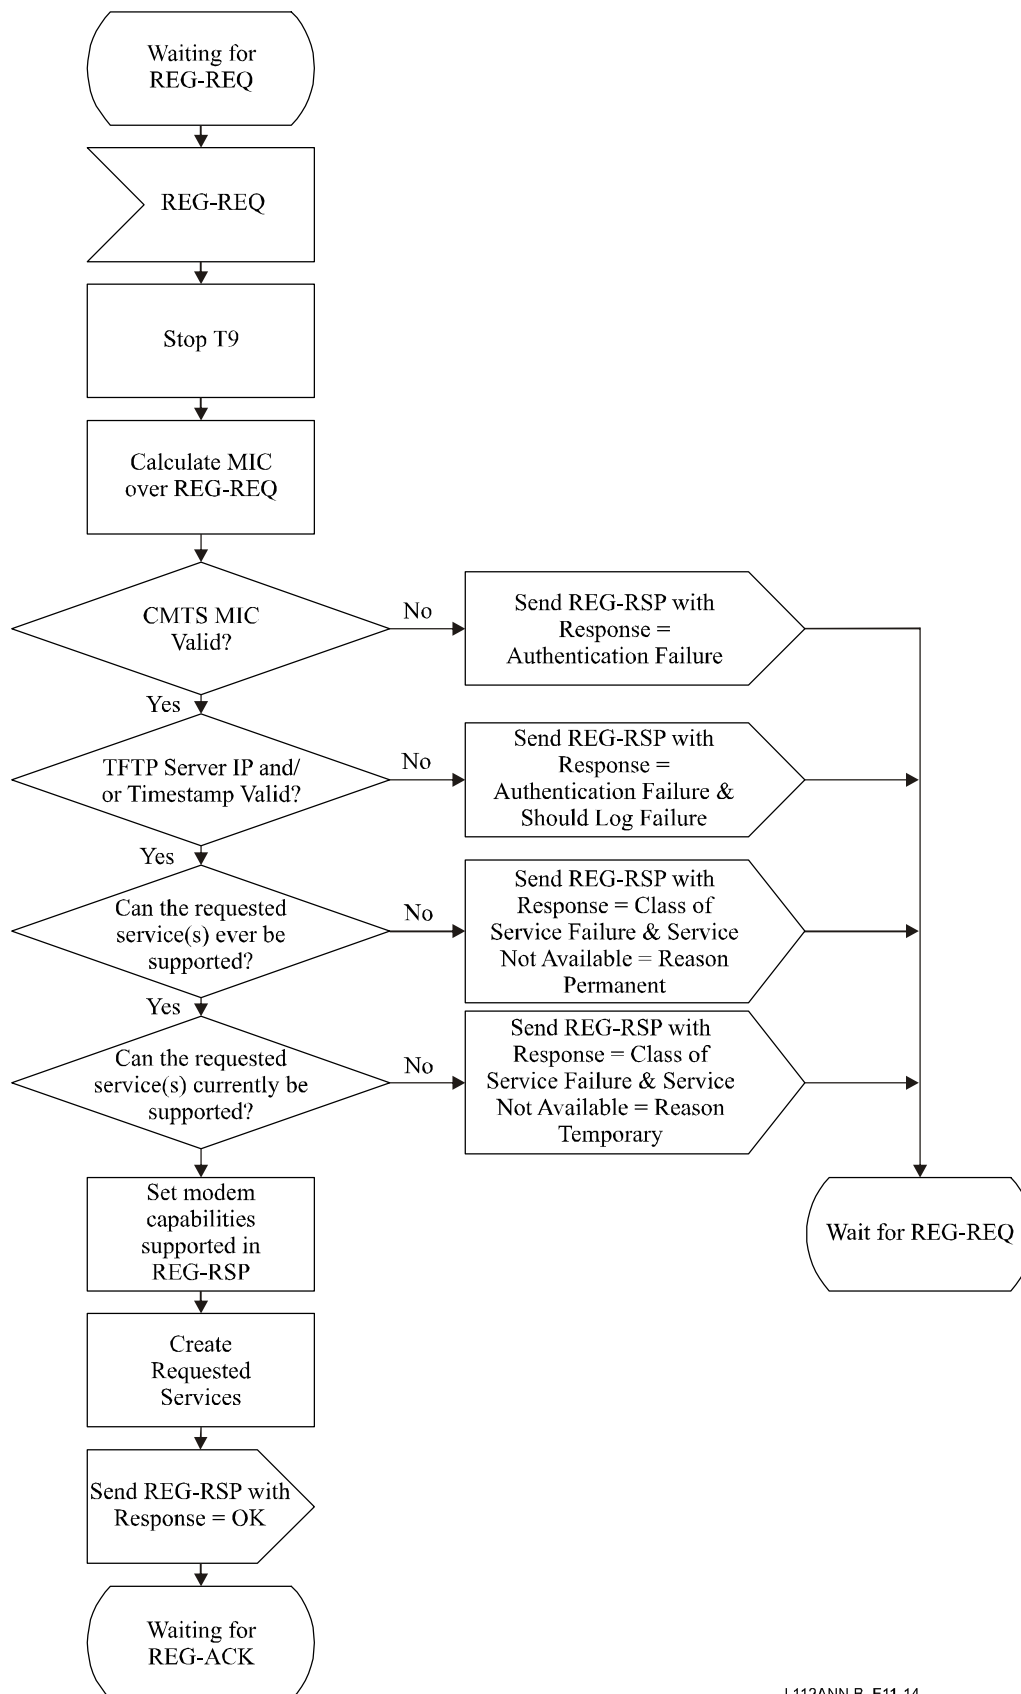 Waiting for
REG-REQ
REG-REQ
Stop T9
Calculate MIC
over REG-REQ
CMTS MIC
Valid?
No
Send REG-RSP with
Response =
Authentication Failure
Yes
TFTP Server IP and/
or Timestamp Valid?
No
Send REG-RSP with
Response =
Authentication Failure &
Should Log Failure
Yes
Can the requested
service(s) ever be
supported?
No
Send REG-RSP with
Response = Class of
Service Failure & Service
Not Available = Reason
Permanent
Yes
Can the requested
service(s) currently be
supported?
No
Send REG-RSP with
Response = Class of
Service Failure & Service
Not Available = Reason
Temporary
Set modem
capabilities
supported in
REG-RSP
Wait for REG-REQ
Create
Requested
Services
Send REG-RSP with
Response = OK
Waiting for
REG-ACK